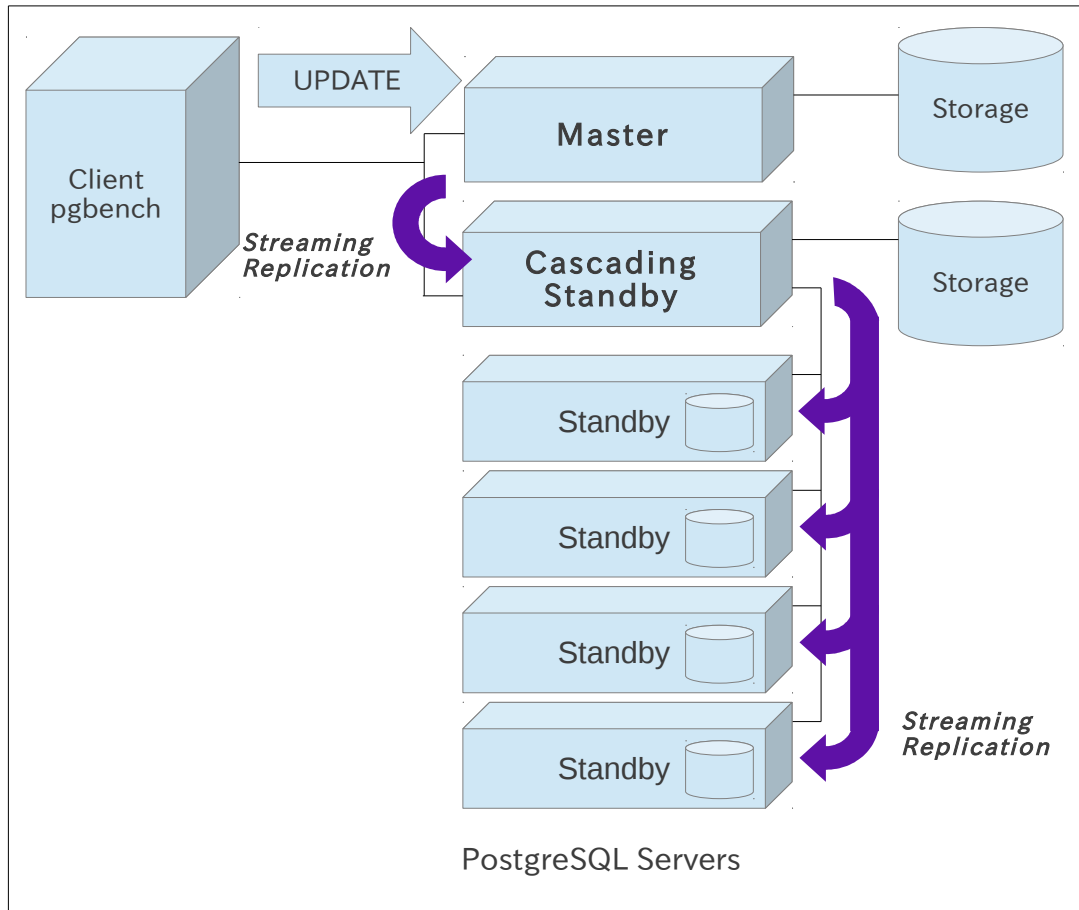 UPDATE
Master
Storage
Client
pgbench
Streaming
Replication
Cascading
Standby
Storage
Standby
Standby
Standby
Standby
Streaming
Replication
PostgreSQL Servers